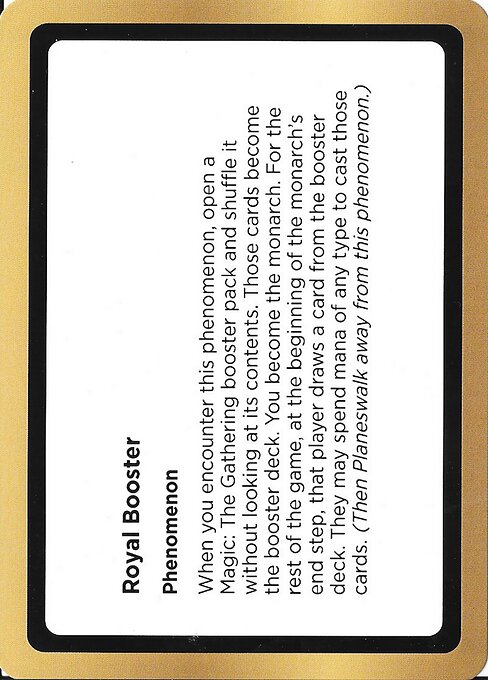 Royal Booster
Phenomenon
When you encounter this phenomenon, open a
Magic: The Gathering booster pack and shuffle it
without looking at its contents. Those cards become
the booster deck. You become the monarch. For the
rest of the game, at the beginning of the monarch's
end step, that player draws a card from the booster
deck. They may spend mana of any type to cast those
cards. (Then Planeswalk away from this phenomenon.)